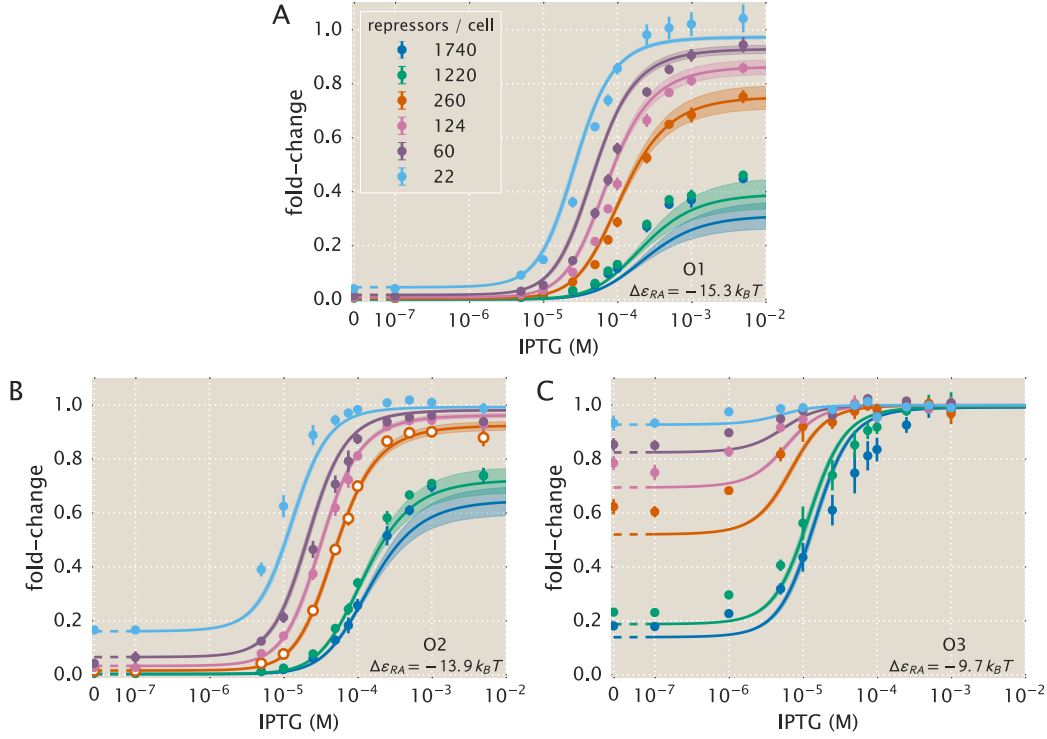 A
repressors / cell
1740
1220
260
124
60
22
fold−change
1.0
0.8
0.6
0.4
0.2
0.0
O1
Δε_RA = −15.3 k_BT
0 10⁻⁷ 10⁻⁶ 10⁻⁵ 10⁻⁴ 10⁻³ 10⁻²
IPTG (M)
B
fold−change
1.0
0.8
0.6
0.4
0.2
0.0
O2
Δε_RA = −13.9 k_BT
0 10⁻⁷ 10⁻⁶ 10⁻⁵ 10⁻⁴ 10⁻³ 10⁻²
IPTG (M)
C
fold−change
1.0
0.8
0.6
0.4
0.2
0.0
O3
Δε_RA = −9.7 k_BT
0 10⁻⁷ 10⁻⁶ 10⁻⁵ 10⁻⁴ 10⁻³ 10⁻²
IPTG (M)